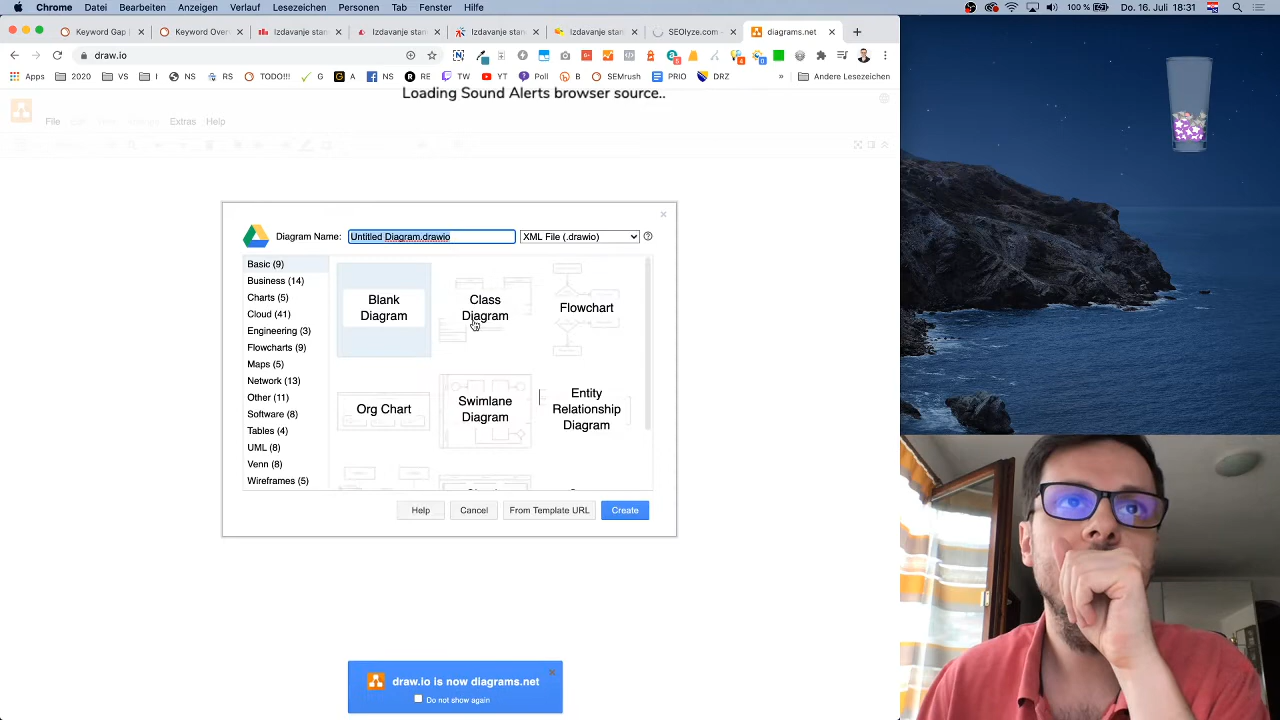 Chrome Datei Bearbeiten Anzeigen Verlauf Lesezeichen Personen Tab Fenster Hilfe 100 % Do. 16. Juli 18:31
Keyword Gap Keyword Over Izdavanje stan Izdavanje stan Izdavanje stan Izdavanje stan SEOlyze.com - diagrams.net
draw.io
Apps 2020 VS I NS RS TODO!!! G A NS RE TW YT Poll B SEMrush PRIO DRZ » Andere Lesezeichen
Loading Sound Alerts browser source..
File Extras Help
Diagram Name: Untitled Diagram.drawio XML File (.drawio)
Basic (9)
Business (14)
Charts (5)
Cloud (41)
Engineering (3)
Flowcharts (9)
Maps (5)
Network (13)
Other (11)
Software (8)
Tables (4)
UML (8)
Venn (8)
Wireframes (5)
Blank
Diagram
Class
Diagram
Flowchart
Org Chart
Swimlane
Diagram
Entity
Relationship
Diagram
Help Cancel From Template URL Create
draw.io is now diagrams.net
Do not show again